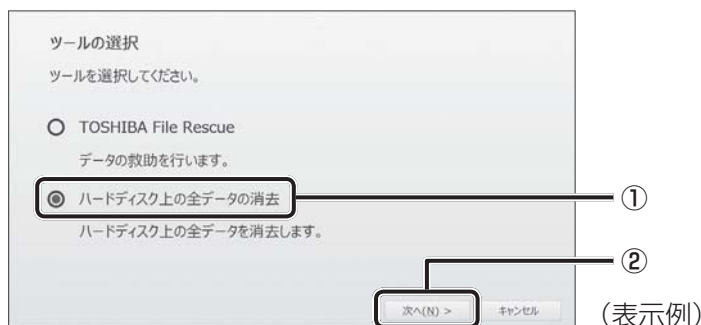 ツールの選択
ツールを選択してください。
TOSHIBA File Rescue
データの救助を行います。
ハードディスク上の全データの消去
①
ハードディスク上の全データを消去します。
②
次へ(N) > キャンセル
（表示例）